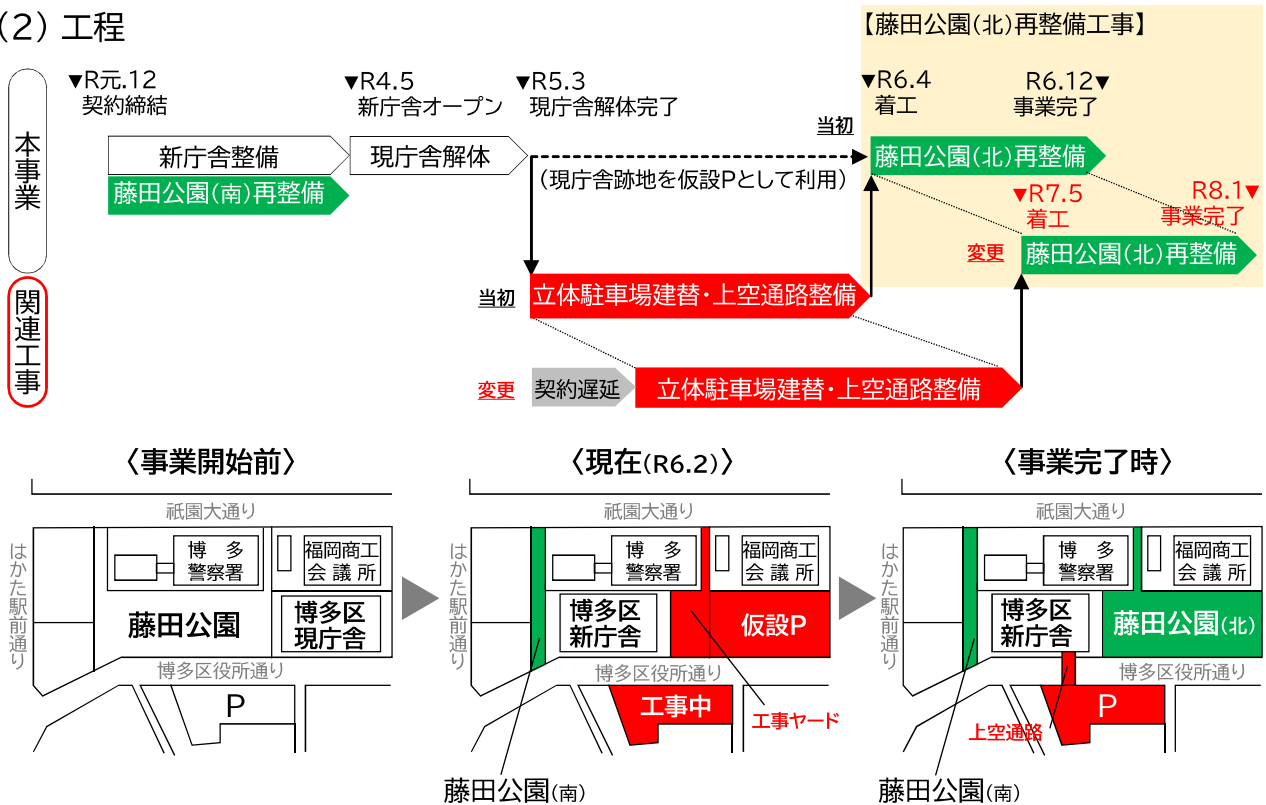 (2) 工程
【藤田公園(北)再整備工事】
▼R元.12
契約締結
▼R4.5
新庁舎オープン
▼R5.3
現庁舎解体完了
▼R6.4
着工
R6.12▼
事業完了
本事業
新庁舎整備
現庁舎解体
藤田公園(南)再整備
当初
(現庁舎跡地を仮設Pとして利用)
藤田公園(北)再整備
▼R7.5
着工
R8.1▼
事業完了
変更
藤田公園(北)再整備
関連工事
当初
立体駐車場建替・上空通路整備
変更
契約遅延
立体駐車場建替・上空通路整備
〈事業開始前〉
祇園大通り
はかた駅前通り
博多
警察署
福岡商工
会議所
藤田公園
博多区
現庁舎
博多区役所通り
P
〈現在(R6.2)〉
祇園大通り
はかた駅前通り
博多
警察署
福岡商工
会議所
博多区
新庁舎
仮設P
博多区役所通り
工事中
工事ヤード
藤田公園(南)
〈事業完了時〉
祇園大通り
はかた駅前通り
博多
警察署
福岡商工
会議所
博多区
新庁舎
藤田公園(北)
博多区役所通り
P
上空通路
藤田公園(南)